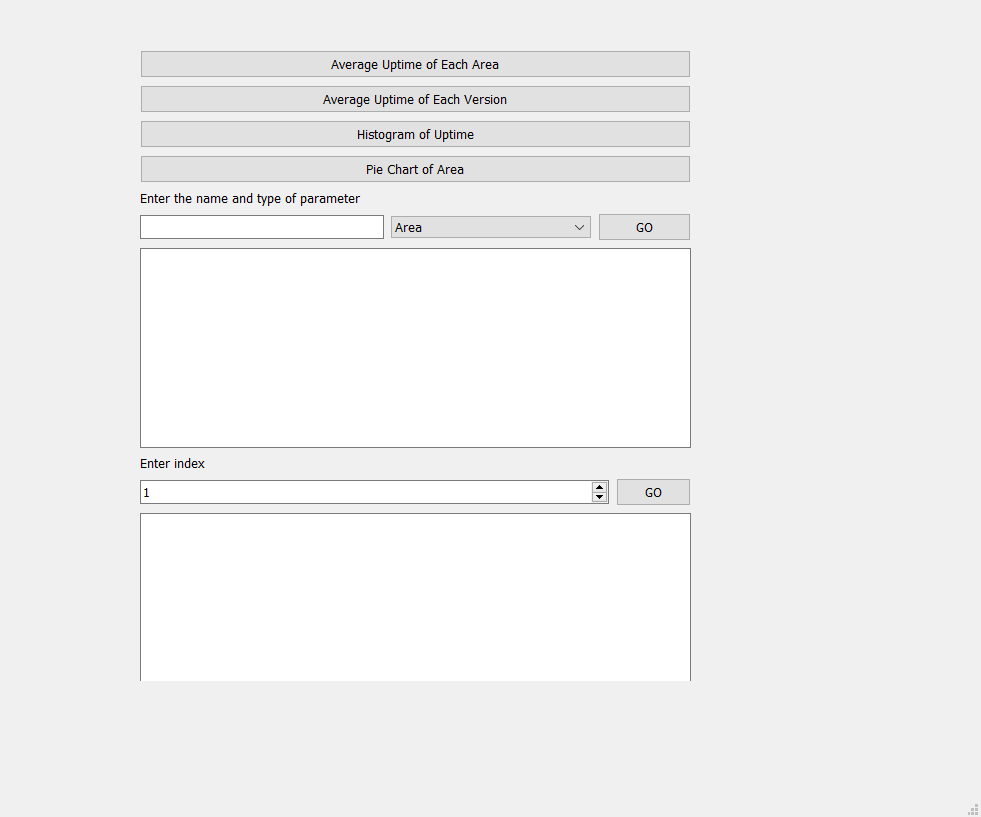 Average Uptime of Each Area
Average Uptime of Each Version
Histogram of Uptime
Pie Chart of Area
Enter the name and type of parameter
Area GO
Enter index
1 GO